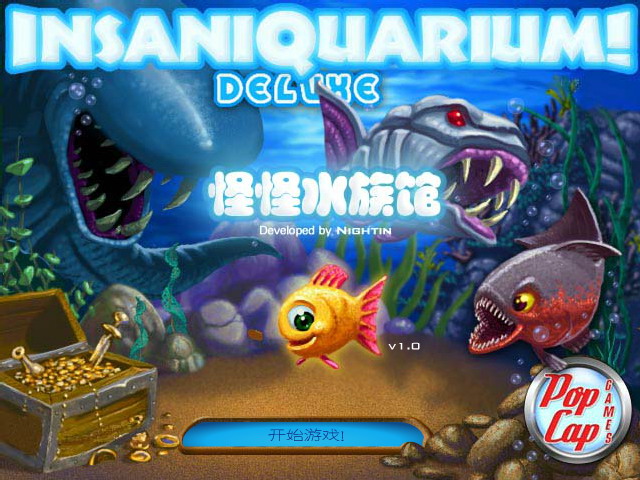 INSANIQUARIUM!
DELUXE
怪怪水族馆
Developed by NIGHTIN
v1.0
开始游戏!
Pop
Cap
GAMES